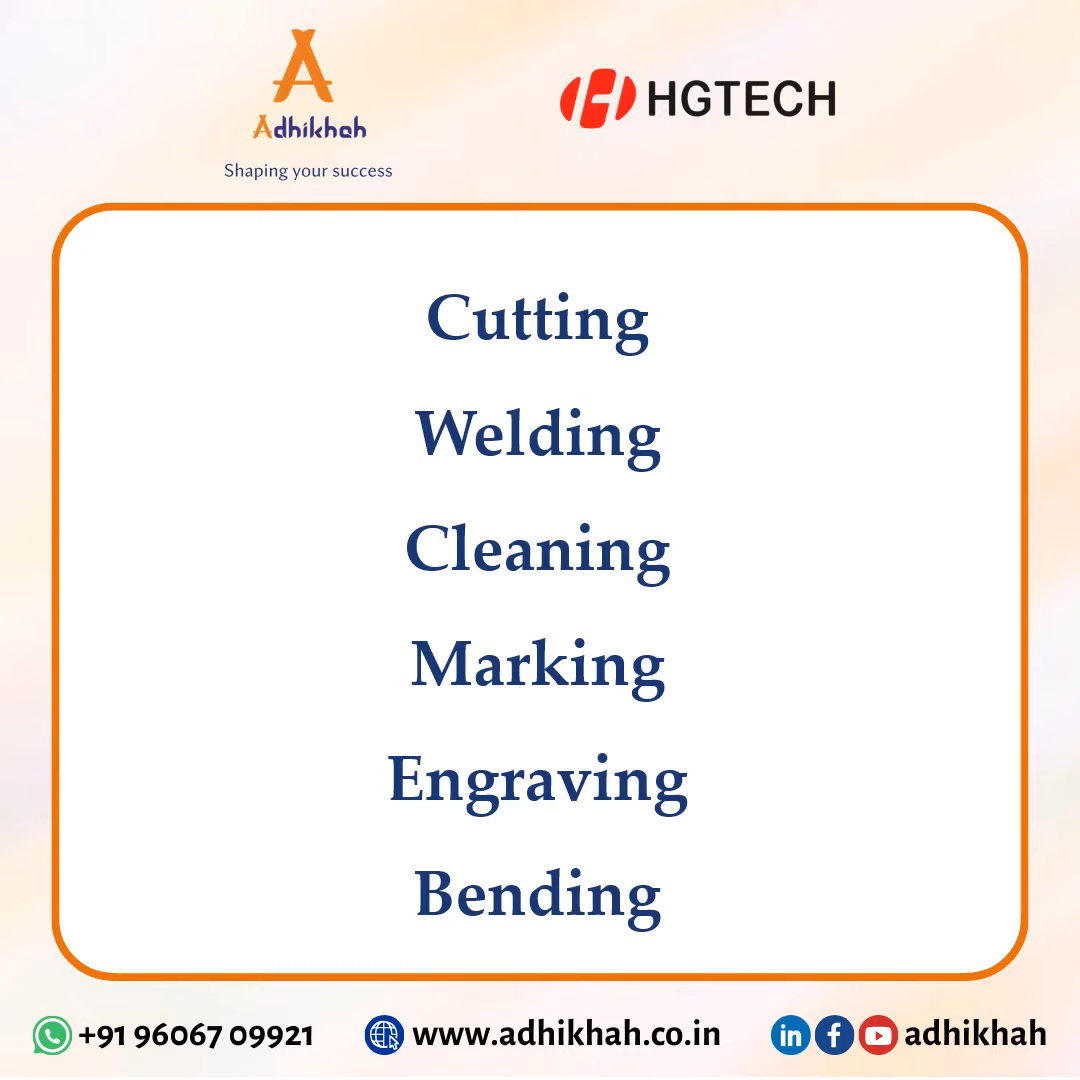 Adhikhah
Shaping your success
HGTECH
Cutting
Welding
Cleaning
Marking
Engraving
Bending
+91 96067 09921
www.adhikhah.co.in
adhikhah